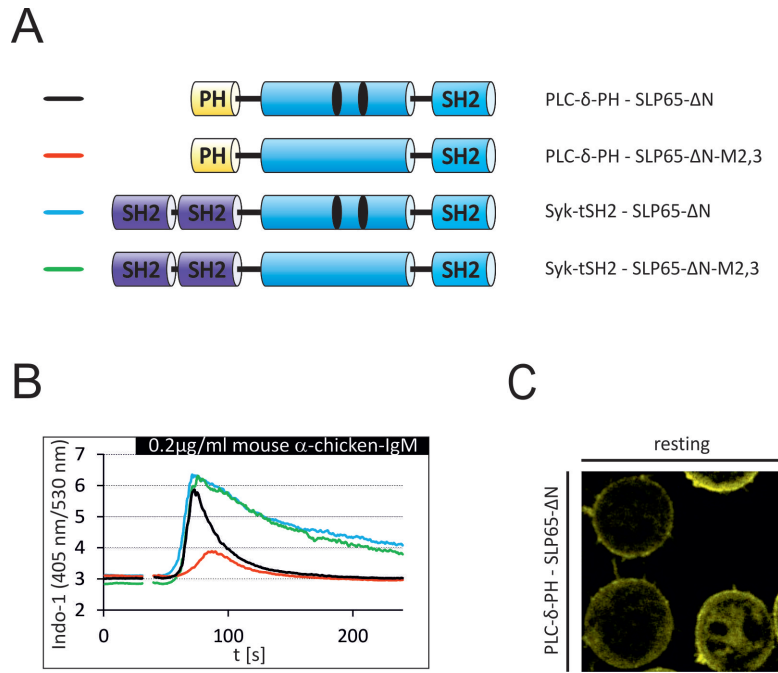 A
PH SH2 PLC-δ-PH - SLP65-ΔN
PH SH2 PLC-δ-PH - SLP65-ΔN-M2,3
SH2 SH2 SH2 Syk-tSH2 - SLP65-ΔN
SH2 SH2 SH2 Syk-tSH2 - SLP65-ΔN-M2,3
B
0.2µg/ml mouse α-chicken-IgM
Indo-1 (405 nm/530 nm)
7
6
5
4
3
2
0 100 200
t [s]
C
resting
PLC-δ-PH - SLP65-ΔN